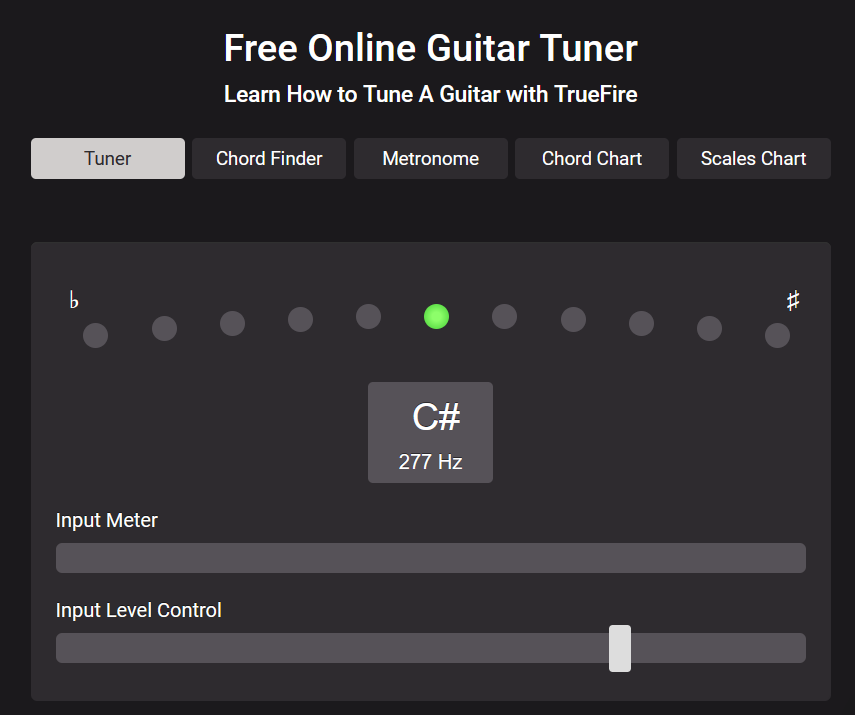 Free Online Guitar Tuner
Learn How to Tune A Guitar with TrueFire
Tuner Chord Finder Metronome Chord Chart Scales Chart
♭ ♯
C#
277 Hz
Input Meter
Input Level Control